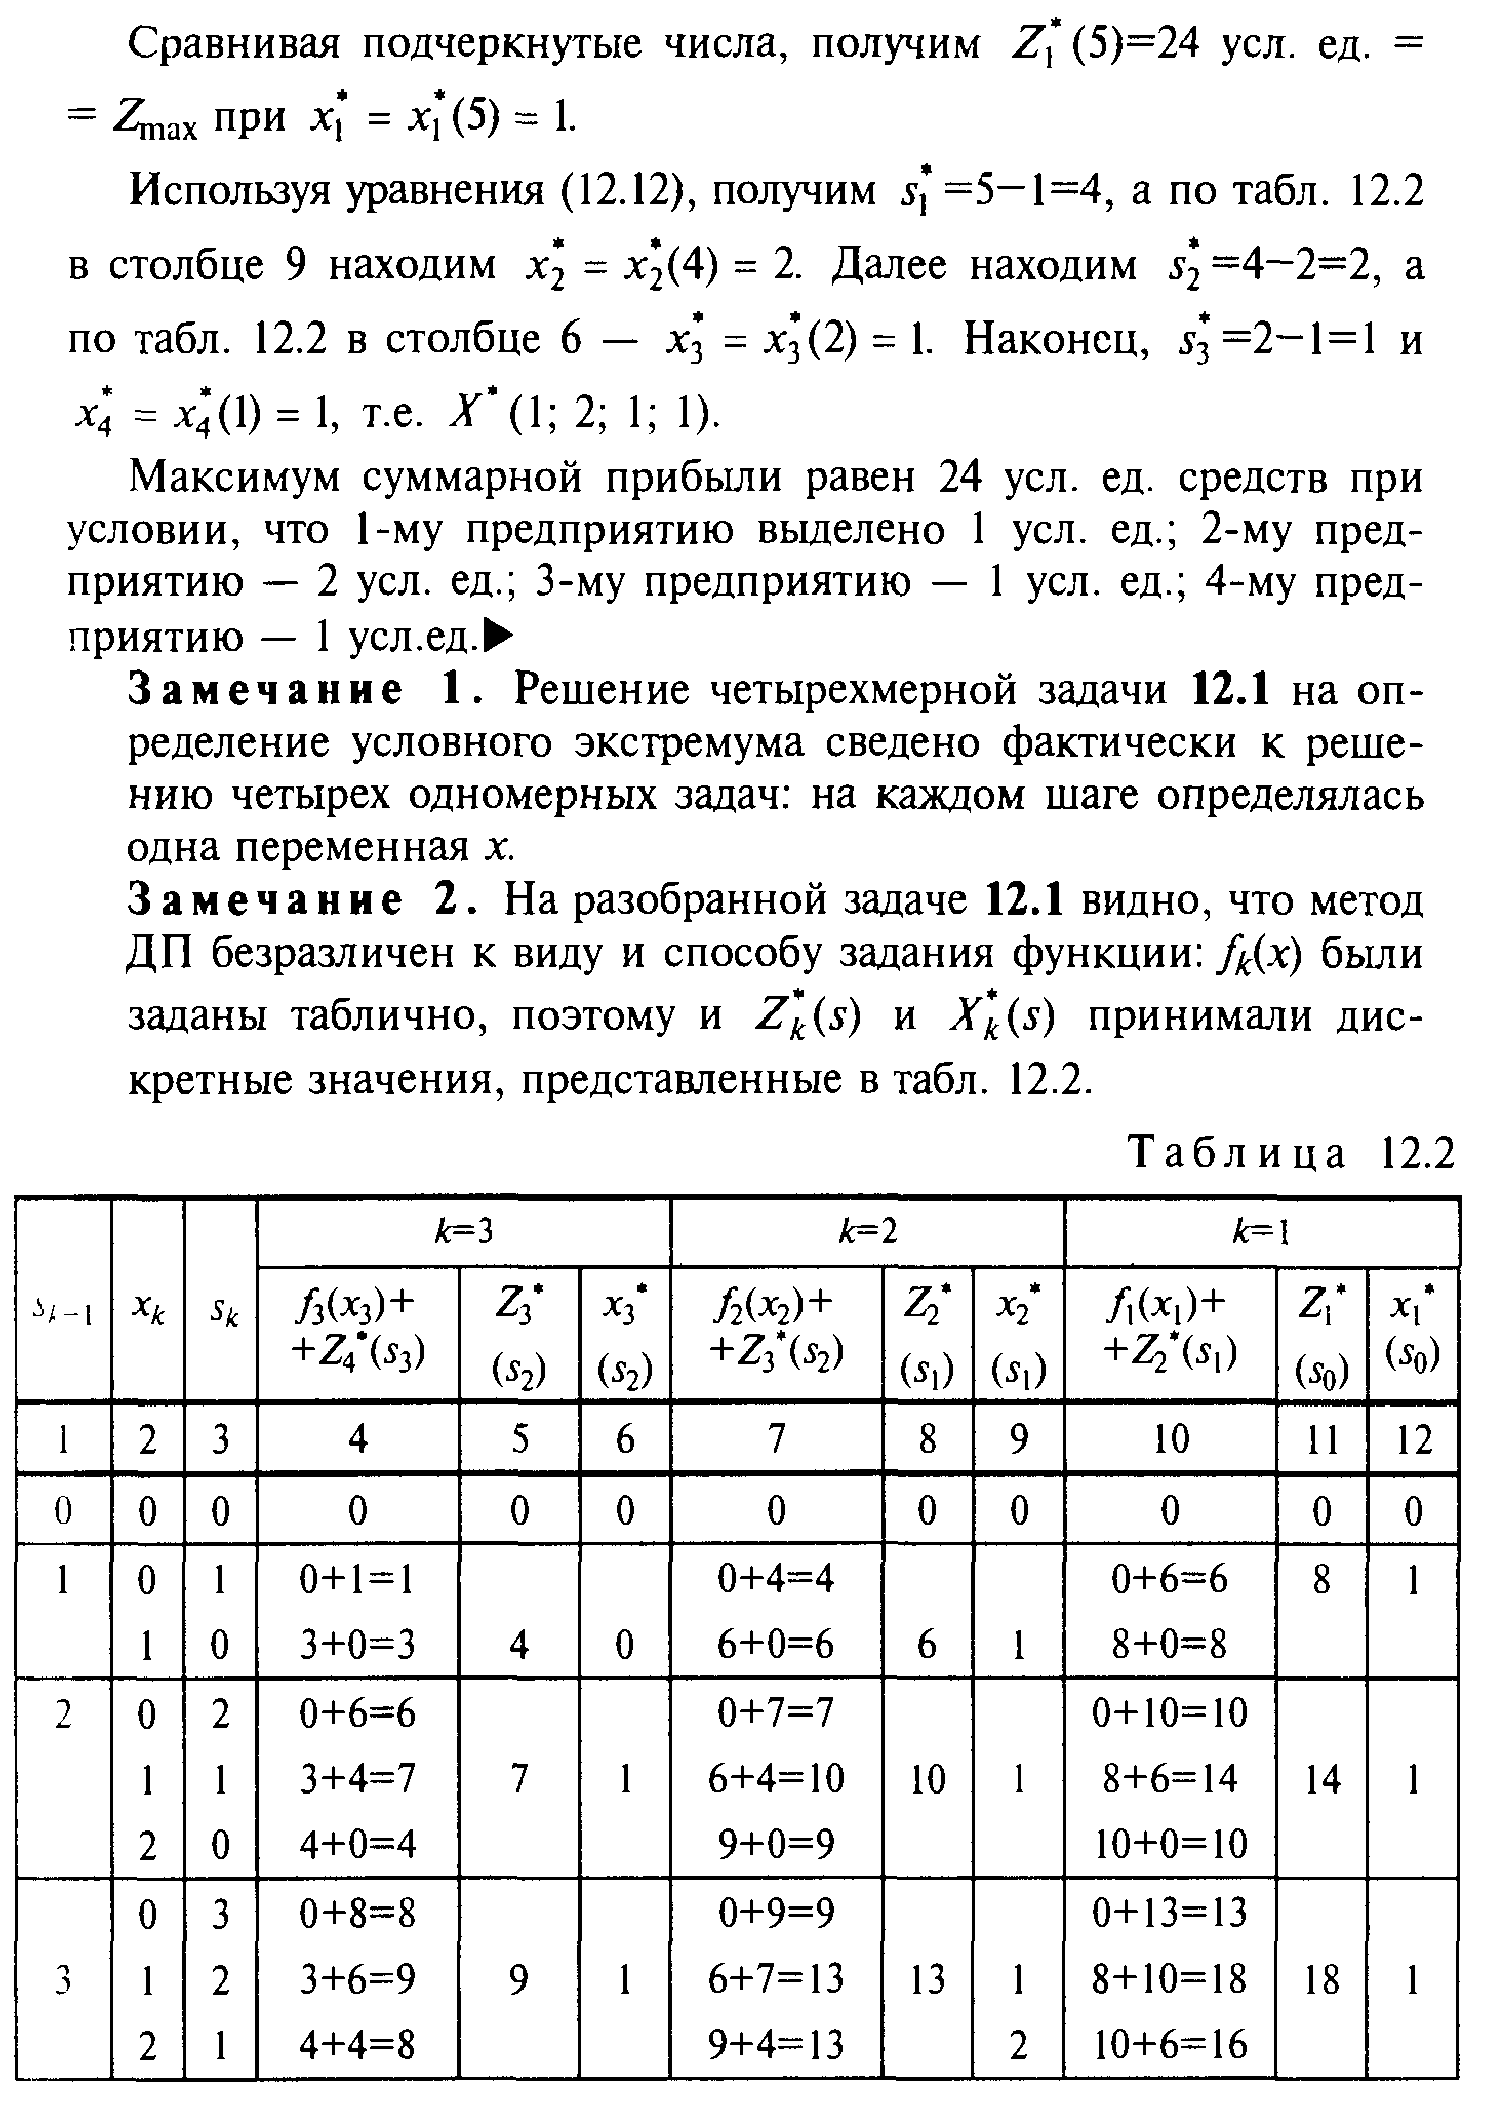 Сравнивая подчеркнутые числа, получим Z₁*(5)=24 усл. ед. =
= Zmax при x₁* = x₁*(5) = 1.
Используя уравнения (12.12), получим s₁*=5−1=4, а по табл. 12.2
в столбце 9 находим x₂* = x₂*(4) = 2. Далее находим s₂*=4−2=2, а
по табл. 12.2 в столбце 6 — x₃* = x₃*(2) = 1. Наконец, s₃*=2−1=1 и
x₄* = x₄*(1) = 1, т.е. X*(1; 2; 1; 1).
Максимум суммарной прибыли равен 24 усл. ед. средств при
условии, что 1-му предприятию выделено 1 усл. ед.; 2-му пред-
приятию — 2 усл. ед.; 3-му предприятию — 1 усл. ед.; 4-му пред-
приятию — 1 усл.ед.▶
Замечание 1. Решение четырехмерной задачи 12.1 на оп-
ределение условного экстремума сведено фактически к реше-
нию четырех одномерных задач: на каждом шаге определялась
одна переменная x.
Замечание 2. На разобранной задаче 12.1 видно, что метод
ДП безразличен к виду и способу задания функции: fₖ(x) были
заданы таблично, поэтому и Zₖ*(s) и Xₖ*(s) принимали дис-
кретные значения, представленные в табл. 12.2.
Таблица 12.2
k=3 k=2 k=1
sₖ₋₁ xₖ sₖ f₃(x₃)+ Z₃* x₃* f₂(x₂)+ Z₂* x₂* f₁(x₁)+ Z₁* x₁*
+Z₄*(s₃) (s₂) (s₂) +Z₃*(s₂) (s₁) (s₁) +Z₂*(s₁) (s₀) (s₀)
1 2 3 4 5 6 7 8 9 10 11 12
0 0 0 0 0 0 0 0 0 0 0 0
1 0 1 0+1=1 0+4=4 0+6=6 8 1
1 0 3+0=3 4 0 6+0=6 6 1 8+0=8
2 0 2 0+6=6 0+7=7 0+10=10
1 1 3+4=7 7 1 6+4=10 10 1 8+6=14 14 1
2 0 4+0=4 9+0=9 10+0=10
0 3 0+8=8 0+9=9 0+13=13
3 1 2 3+6=9 9 1 6+7=13 13 1 8+10=18 18 1
2 1 4+4=8 9+4=13 2 10+6=16